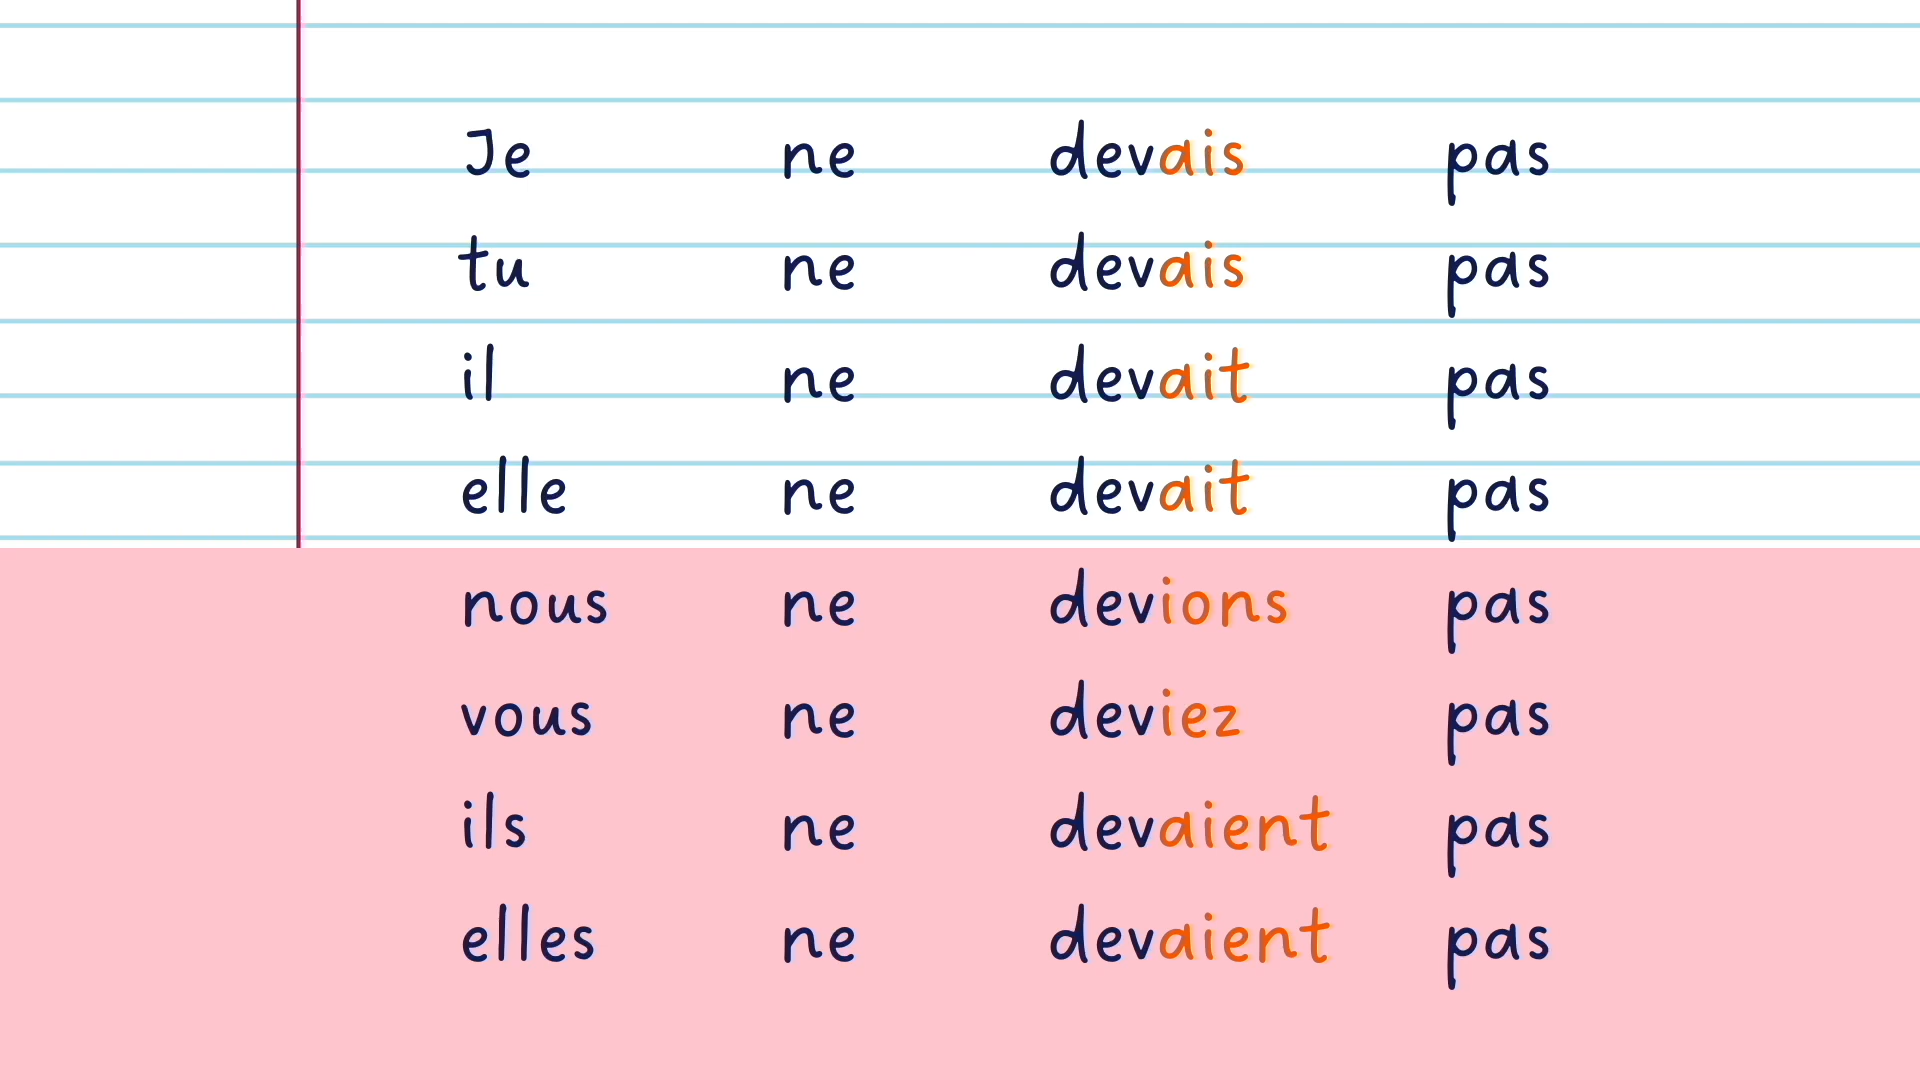 Je ne devais pas
tu ne devais pas
il ne devait pas
elle ne devait pas
nous ne devions pas
vous ne deviez pas
ils ne devaient pas
elles ne devaient pas